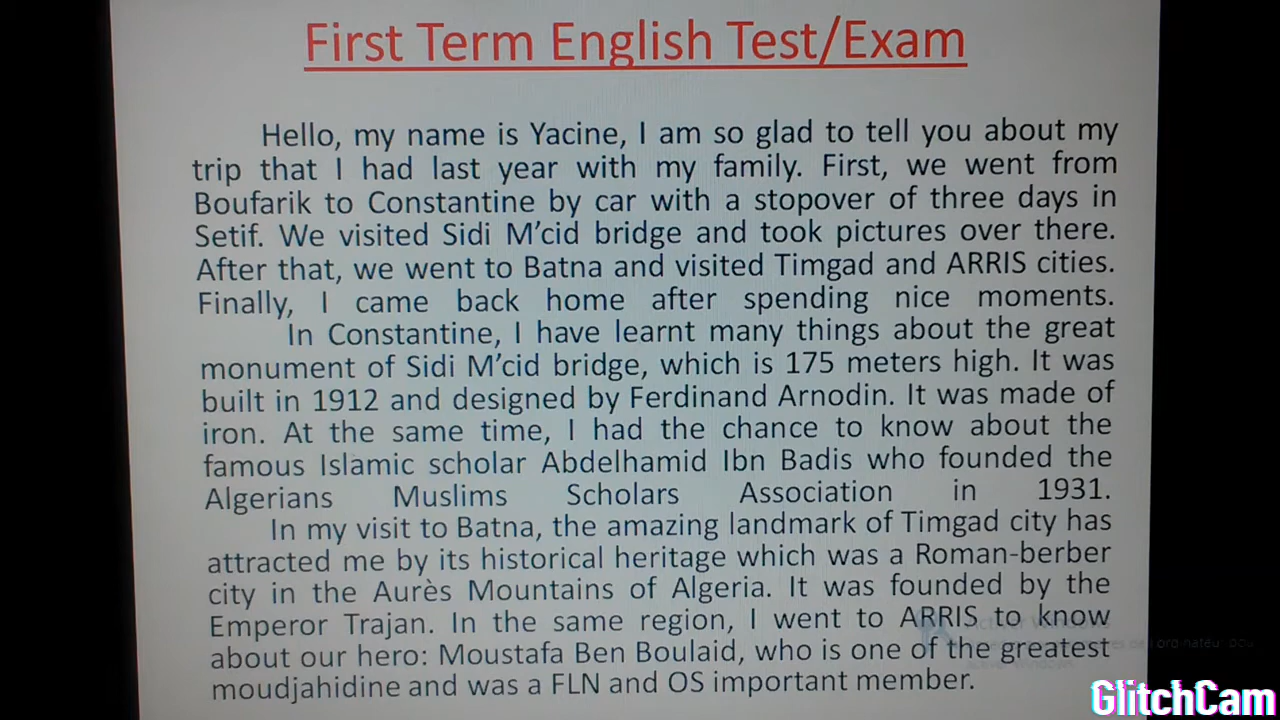 First Term English Test/Exam
Hello, my name is Yacine, I am so glad to tell you about my
trip that I had last year with my family. First, we went from
Boufarik to Constantine by car with a stopover of three days in
Setif. We visited Sidi M’cid bridge and took pictures over there.
After that, we went to Batna and visited Timgad and ARRIS cities.
Finally, I came back home after spending nice moments.
In Constantine, I have learnt many things about the great
monument of Sidi M’cid bridge, which is 175 meters high. It was
built in 1912 and designed by Ferdinand Arnodin. It was made of
iron. At the same time, I had the chance to know about the
famous Islamic scholar Abdelhamid Ibn Badis who founded the
Algerians Muslims Scholars Association in 1931.
In my visit to Batna, the amazing landmark of Timgad city has
attracted me by its historical heritage which was a Roman-berber
city in the Aurès Mountains of Algeria. It was founded by the
Emperor Trajan. In the same region, I went to ARRIS to know
about our hero: Moustafa Ben Boulaid, who is one of the greatest
moudjahidine and was a FLN and OS important member.
GlitchCam